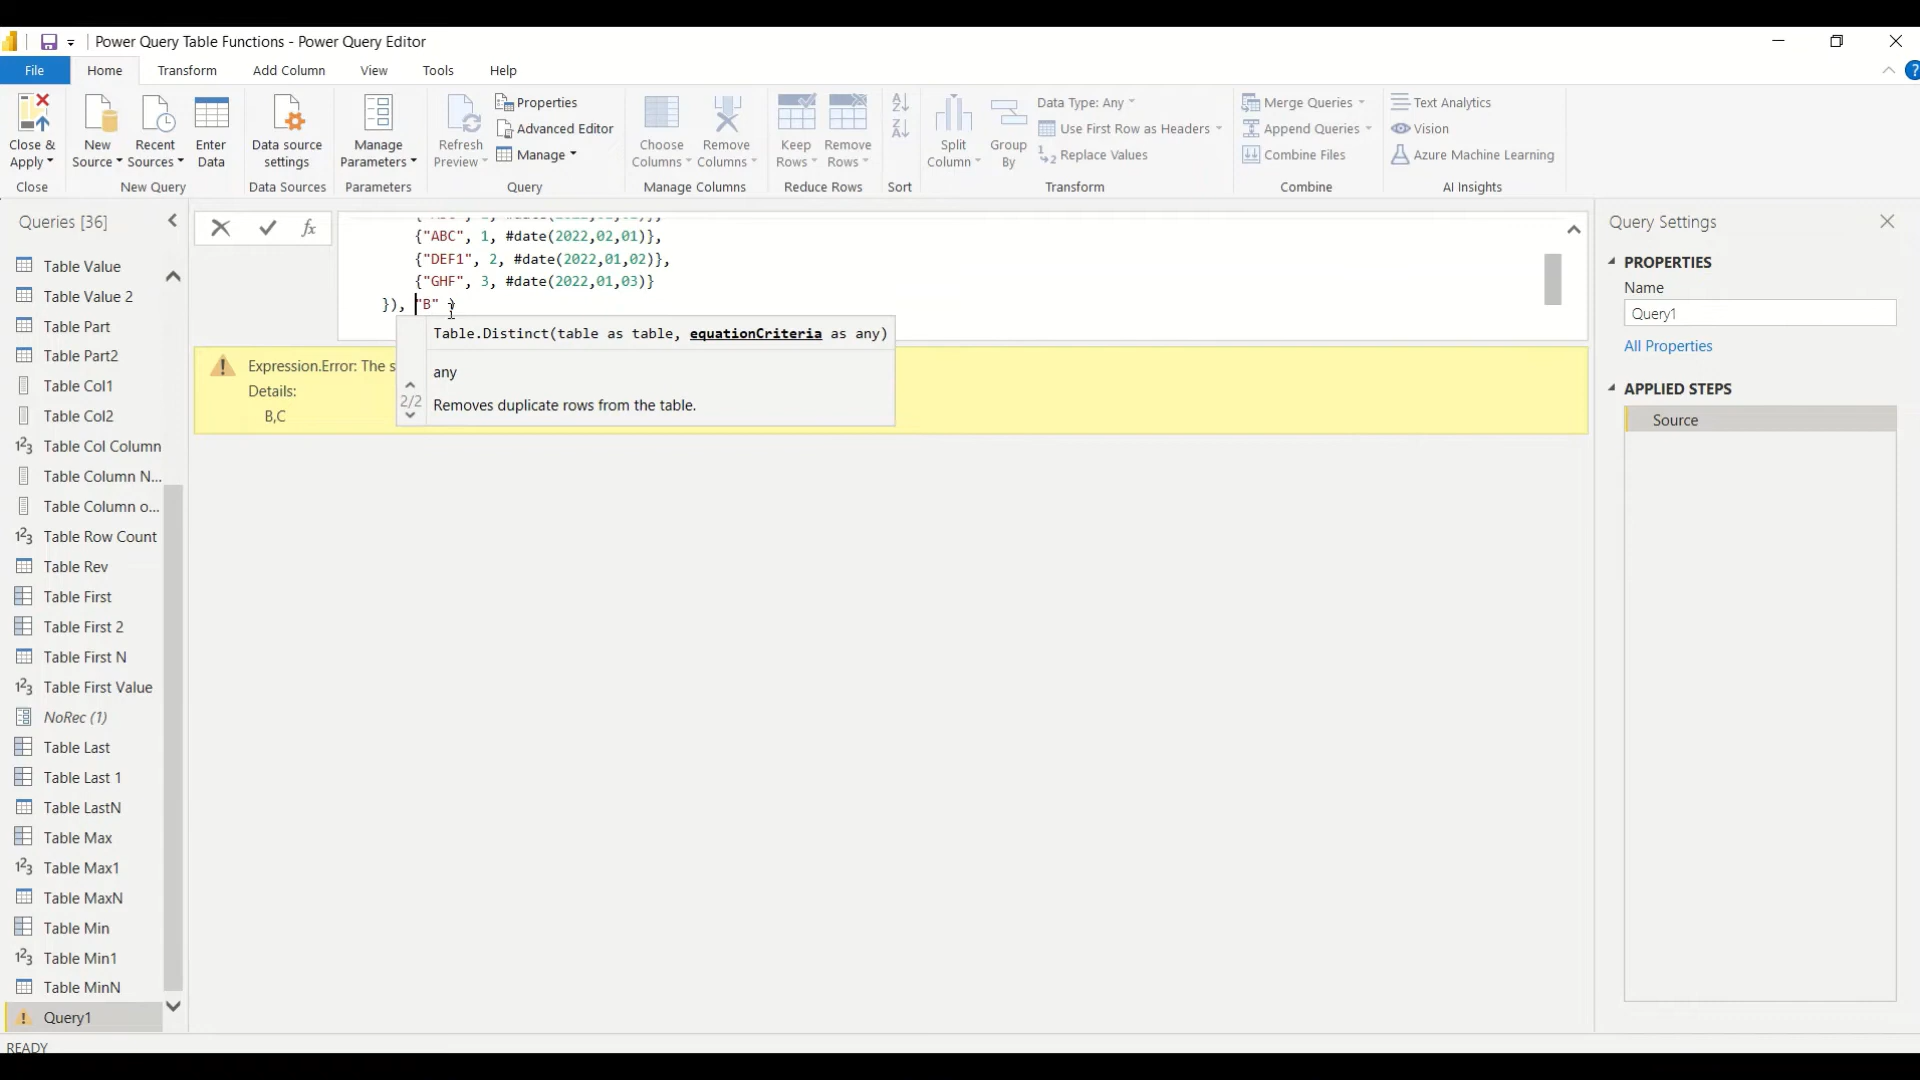 Power Query Table Functions - Power Query Editor
File Home Transform Add Column View Tools Help
Close & Apply
New Source
Recent Sources
Enter Data
Data source settings
Manage Parameters
Refresh Preview
Properties
Advanced Editor
Manage
Choose Columns
Remove Columns
Keep Rows
Remove Rows
Split Column
Group By
Data Type: Any
Use First Row as Headers
Replace Values
Merge Queries
Append Queries
Combine Files
Text Analytics
Vision
Azure Machine Learning
Close New Query Data Sources Parameters Query Manage Columns Reduce Rows Sort Transform Combine AI Insights
Queries [36]
Table Value
Table Value 2
Table Part
Table Part2
Table Col1
Table Col2
Table Col Column
Table Column N...
Table Column o...
Table Row Count
Table Rev
Table First
Table First 2
Table First N
Table First Value
NoRec (1)
Table Last
Table Last 1
Table LastN
Table Max
Table Max1
Table MaxN
Table Min
Table Min1
Table MinN
Query1
fx
{"ABC", 1, #date(2022,02,01)},
{"DEF1", 2, #date(2022,01,02)},
{"GHF", 3, #date(2022,01,03)}
}), "B" )
Table.Distinct(table as table, equationCriteria as any)
any
2/2
Removes duplicate rows from the table.
Expression.Error: The s
Details:
B,C
Query Settings
PROPERTIES
Name
Query1
All Properties
APPLIED STEPS
Source
READY